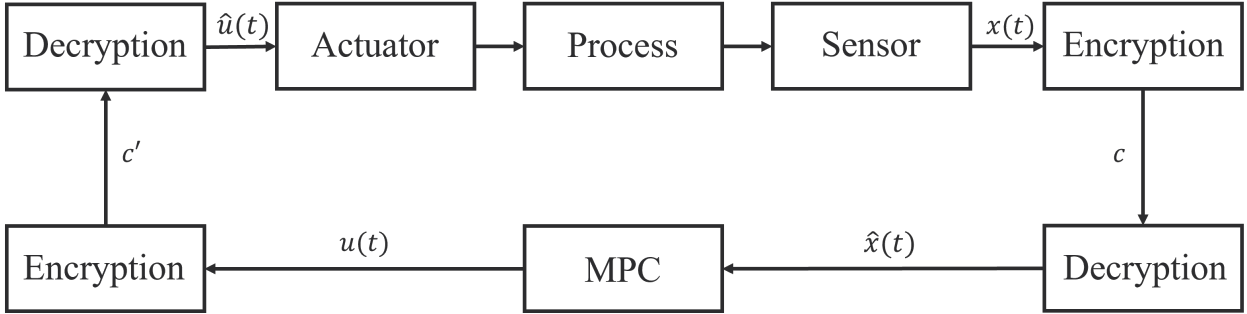 Decryption
û(t)
Actuator
Process
Sensor
x(t)
Encryption
c′
c
Encryption
u(t)
MPC
x̂(t)
Decryption